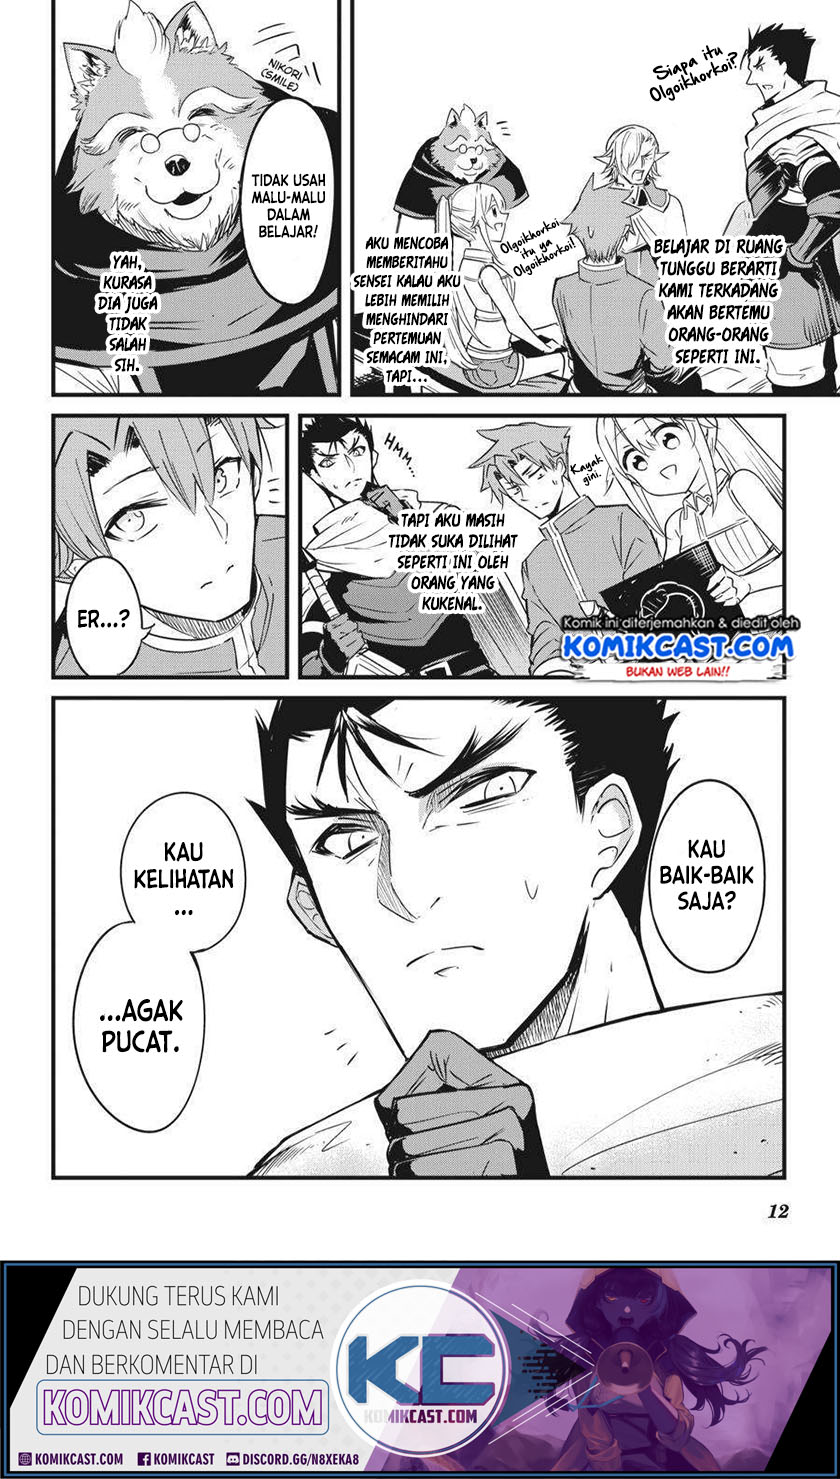 Siapa itu
Olgoikhorkoi?
BELAJAR DI RUANG
TUNGGU BERARTI
KAMI TERKADANG
AKAN BERTEMU
ORANG-ORANG
SEPERTI INI.
Olgoikhorkoi
itu ya
Olgoikhorkoi!
AKU MENCOBA
MEMBERITAHU
SENSEI KALAU AKU
LEBIH MEMILIH
MENGHINDARI
PERTEMUAN
SEMACAM INI,
TAPI...
NIKORI
(SMILE)
TIDAK USAH
MALU-MALU
DALAM
BELAJAR!
YAH,
KURASA
DIA JUGA
TIDAK
SALAH
SIH.
Kayak
gini.
HMM...
TAPI AKU MASIH
TIDAK SUKA DILIHAT
SEPERTI INI OLEH
ORANG YANG
KUKENAL.
Komik ini diterjemahkan & diedit oleh
KOMIKCAST.COM
BUKAN WEB LAIN!!
ER...?
KAU
BAIK-BAIK
SAJA?
KAU
KELIHATAN
...
...AGAK
PUCAT.
12
DUKUNG TERUS KAMI
DENGAN SELALU MEMBACA
DAN BERKOMENTAR DI
KOMIKCAST.COM
KC
KOMIKCAST.COM
KOMIKCAST.COM
KOMIKCAST
DISCORD.GG/N8XEKA8